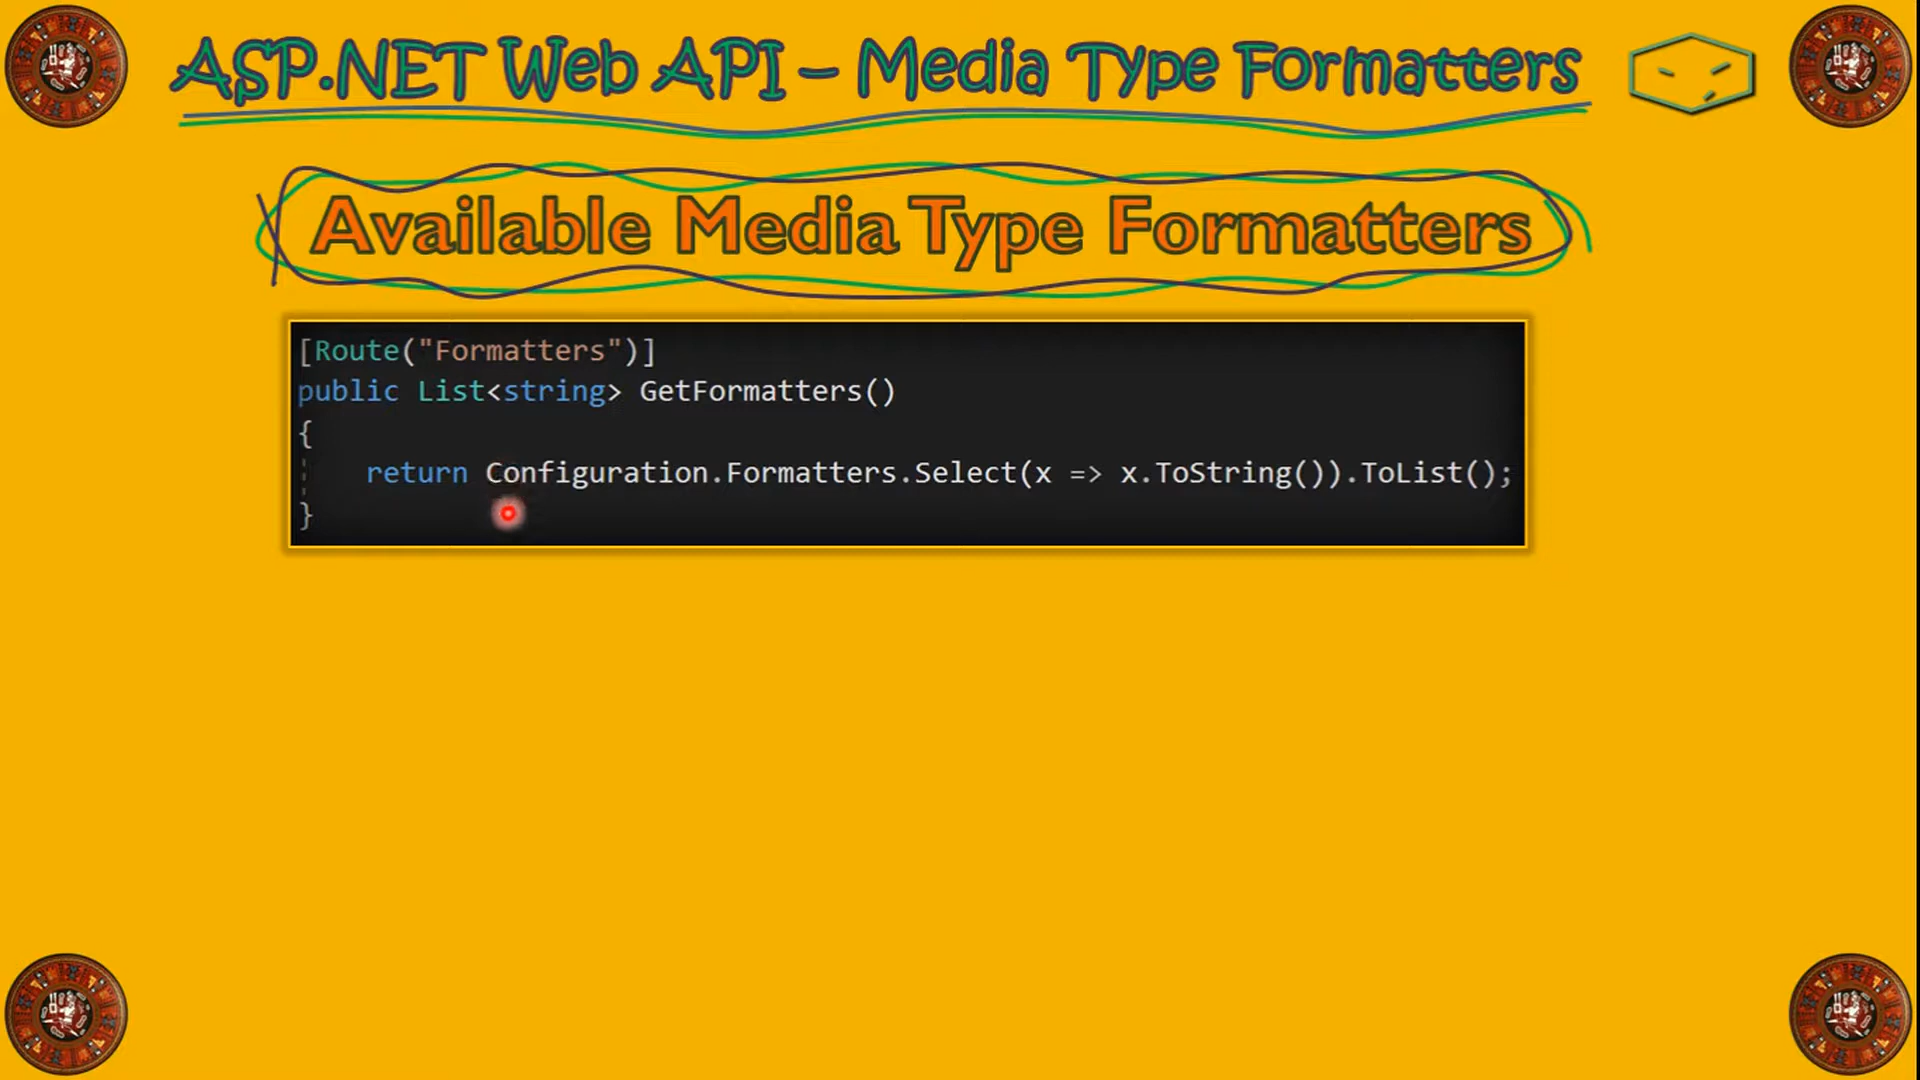 ASP.NET Web API – Media Type Formatters
Available Media Type Formatters
[Route("Formatters")]
public List<string> GetFormatters()
{
return Configuration.Formatters.Select(x => x.ToString()).ToList();
}